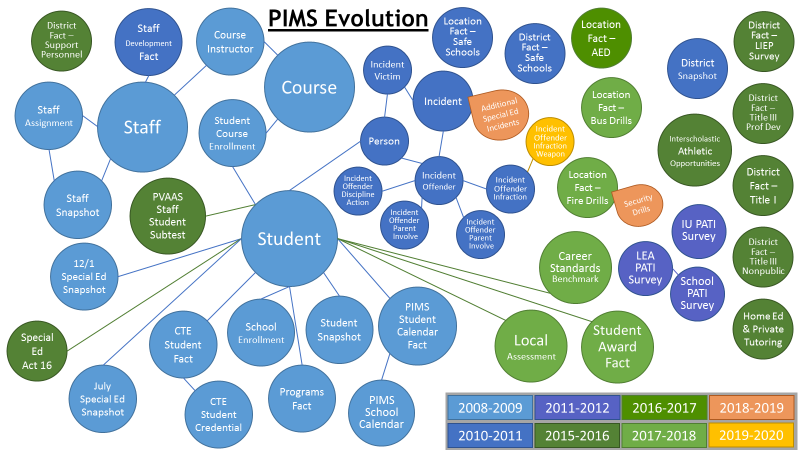 PIMS Evolution
District
Fact –
Support
Personnel
Staff
Development
Fact
Course
Instructor
Course
Staff
Assignment
Staff
Student
Course
Enrollment
Staff
Snapshot
PVAAS
Staff
Student
Subtest
Student
12/1
Special Ed
Snapshot
Special
Ed
Act 16
July
Special Ed
Snapshot
CTE
Student
Fact
CTE
Student
Credential
School
Enrollment
Programs
Fact
Student
Snapshot
PIMS
Student
Calendar
Fact
PIMS
School
Calendar
Incident
Victim
Incident
Additional
Special Ed
Incidents
Person
Incident
Offender
Incident
Offender
Discipline
Action
Incident
Offender
Parent
Involve
Incident
Offender
Parent
Involve
Incident
Offender
Infraction
Incident
Offender
Infraction
Weapon
Location
Fact –
Safe
Schools
District
Fact –
Safe
Schools
Location
Fact –
AED
Location
Fact –
Bus Drills
Location
Fact –
Fire Drills
Security
Drills
District
Snapshot
Interscholastic
Athletic
Opportunities
District
Fact –
LIEP
Survey
District
Fact –
Title III
Prof Dev
District
Fact –
Title I
District
Fact –
Title III
Nonpublic
Home Ed
& Private
Tutoring
IU PATI
Survey
LEA
PATI
Survey
School
PATI
Survey
Career
Standards
Benchmark
Local
Assessment
Student
Award
Fact
2008-2009
2011-2012
2016-2017
2018-2019
2010-2011
2015-2016
2017-2018
2019-2020